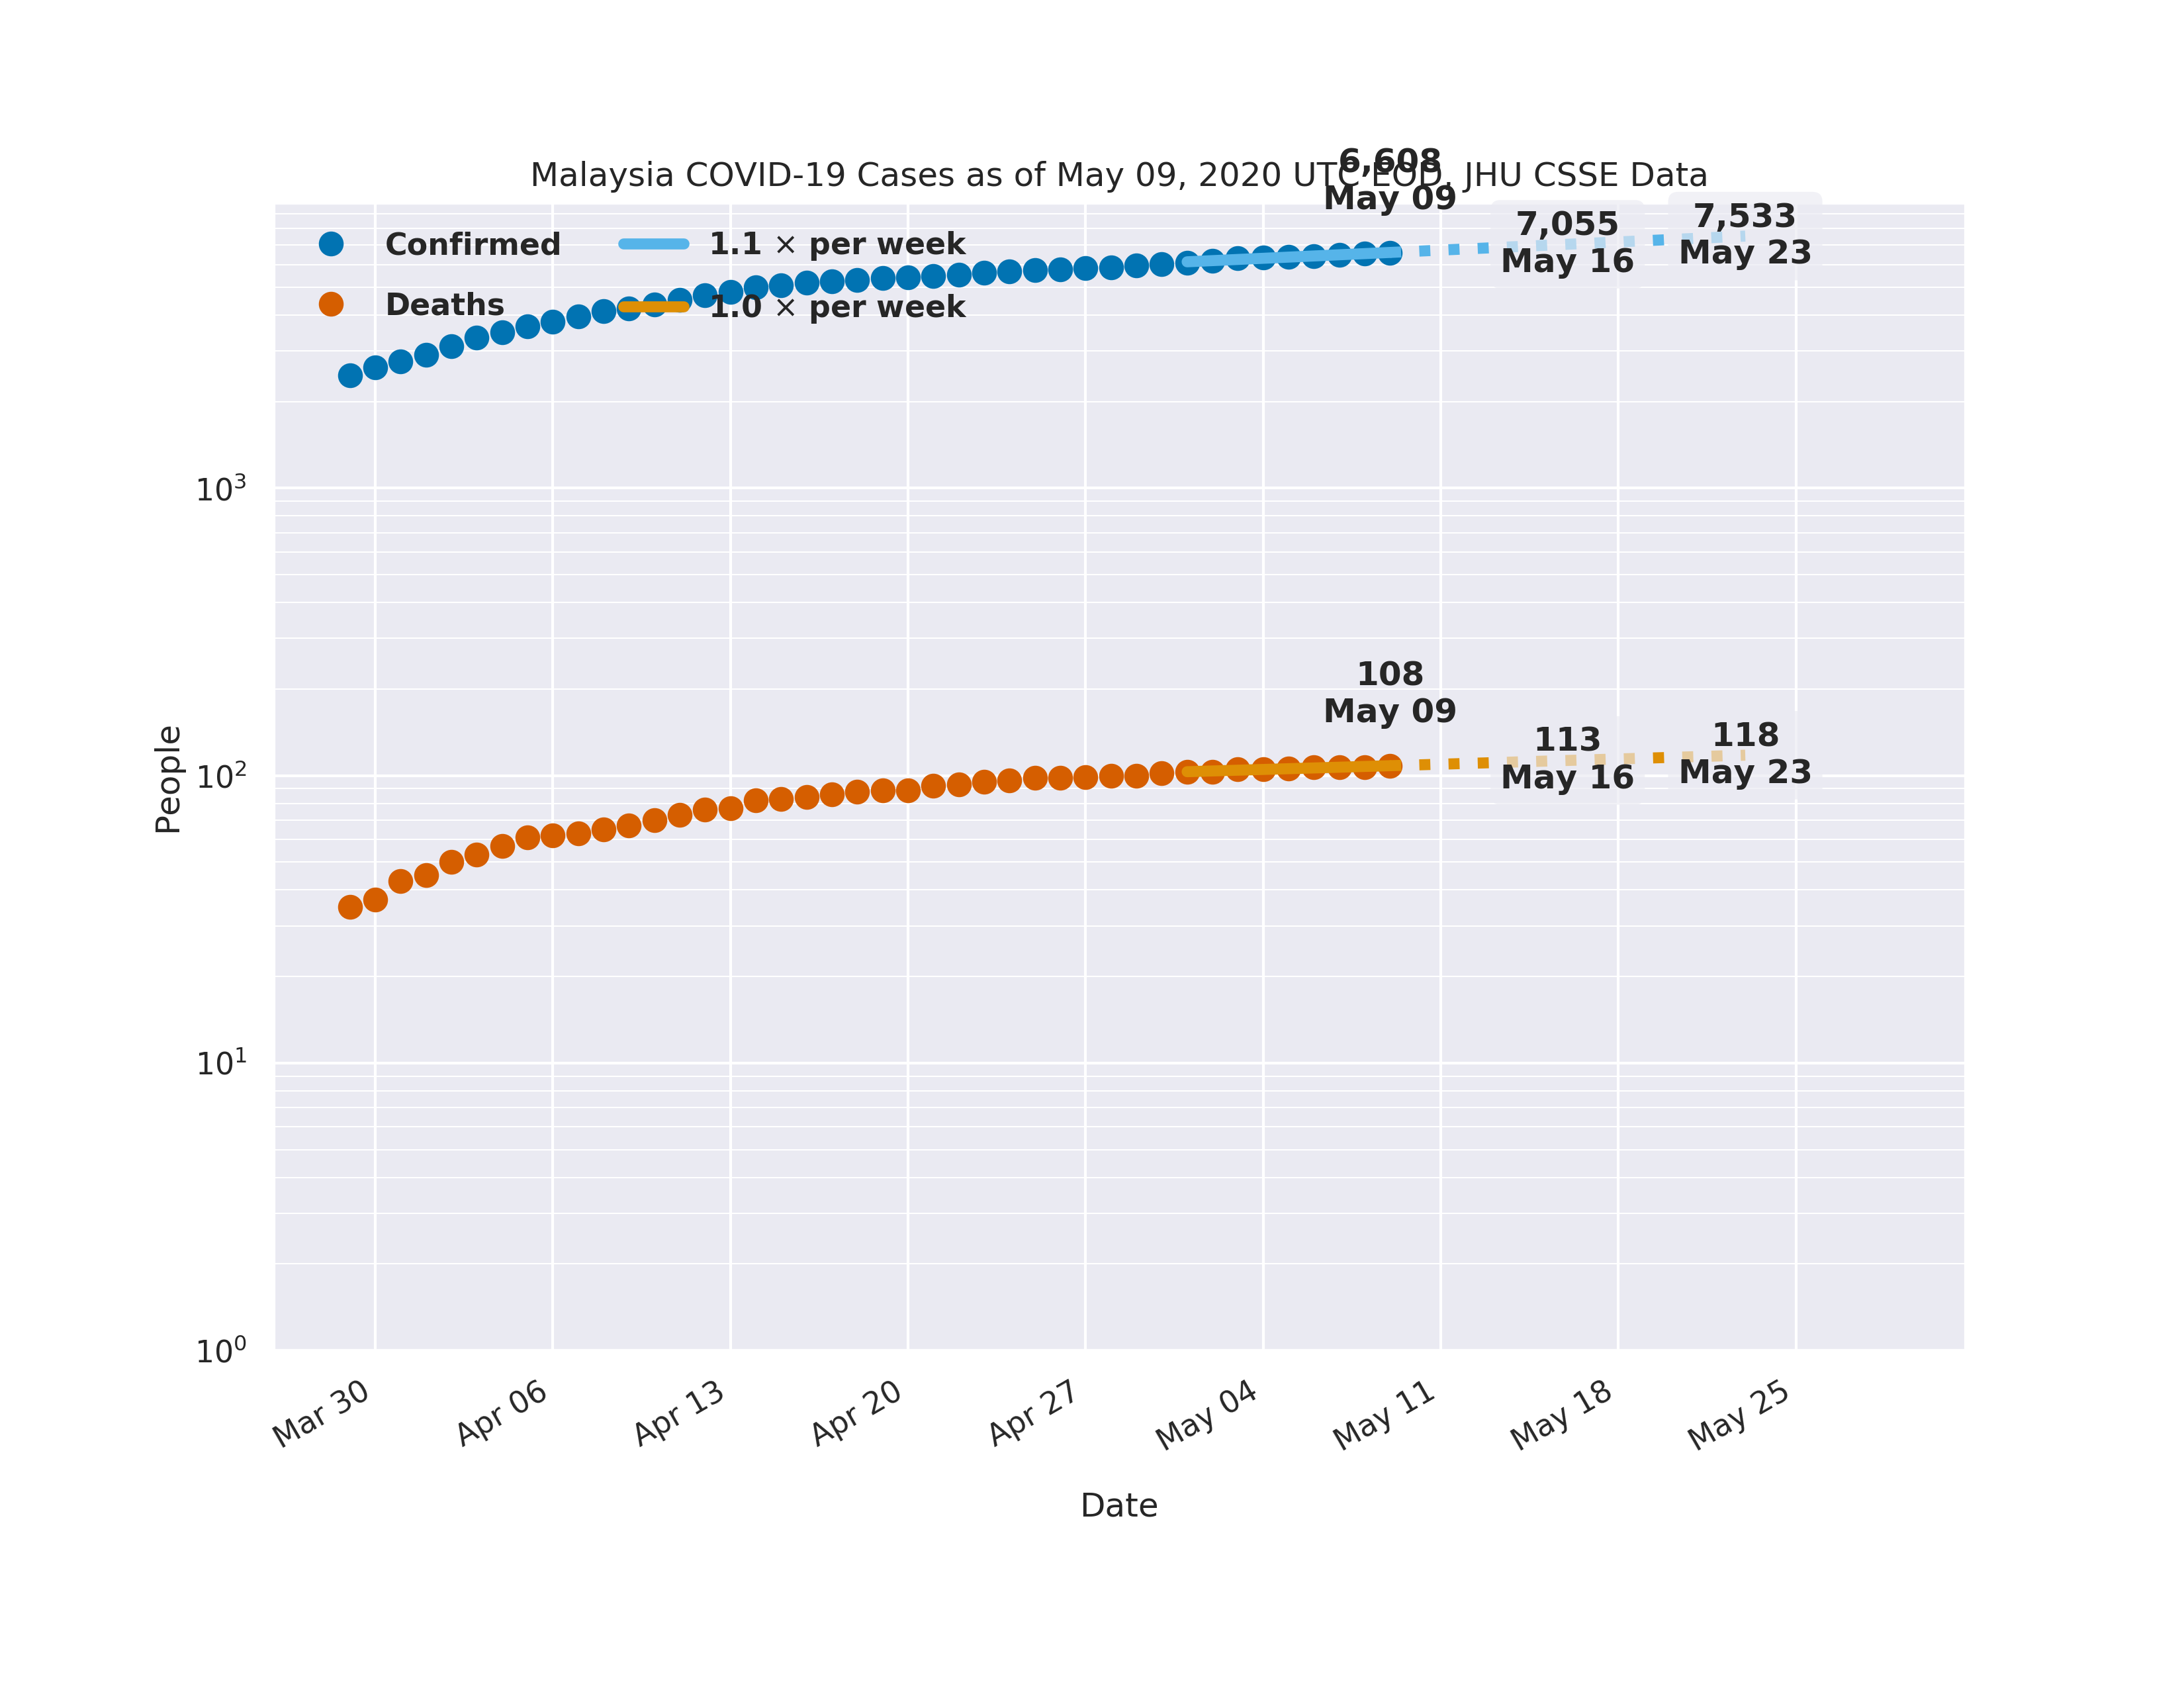 Malaysia COVID-19 Cases as of May 09, 2020 UTC EOD, JHU CSSE Data
6,608
May 09
7,055
May 16
7,533
May 23
Confirmed
Deaths
1.1 × per week
1.0 × per week
10³
10²
10¹
10⁰
People
108
May 09
113
May 16
118
May 23
Mar 30
Apr 06
Apr 13
Apr 20
Apr 27
May 04
May 11
May 18
May 25
Date